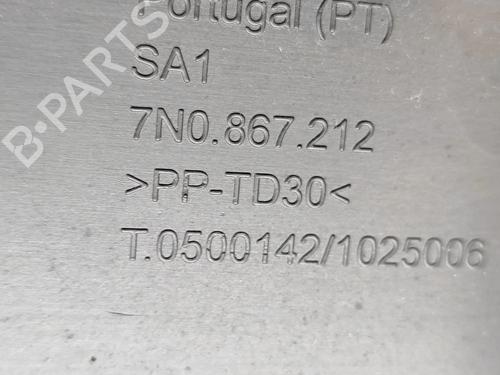 Portugal (PT)
SA1
7N0.867.212
>PP-TD30<
T.0500142/1025006
B-PARTS